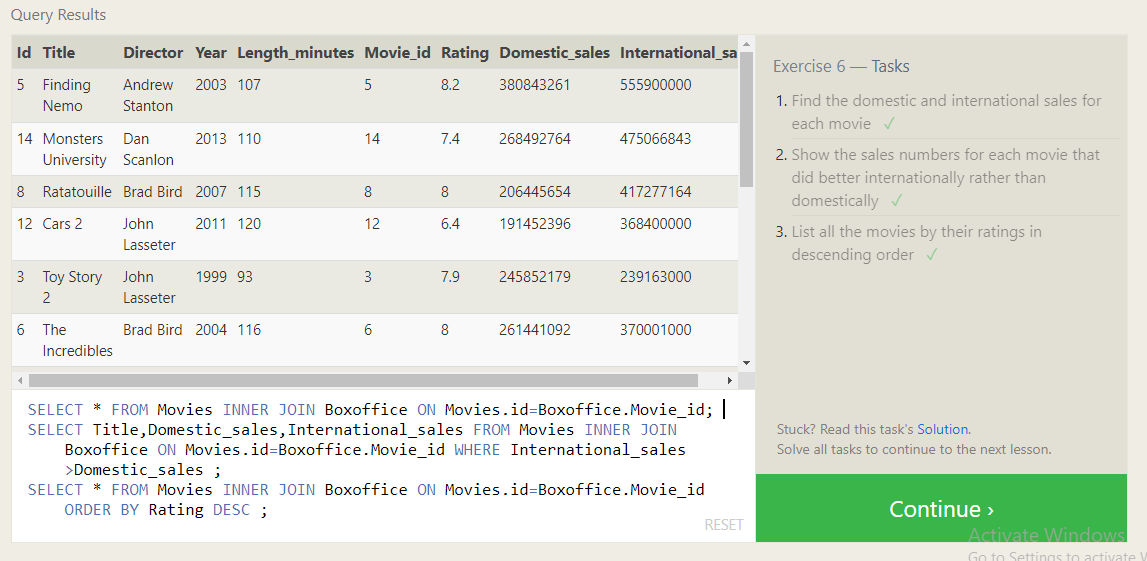 Query Results
Id Title Director Year Length_minutes Movie_id Rating Domestic_sales International_sa
5 Finding Andrew 2003 107 5 8.2 380843261 555900000
Nemo Stanton
14 Monsters Dan 2013 110 14 7.4 268492764 475066843
University Scanlon
8 Ratatouille Brad Bird 2007 115 8 8 206445654 417277164
12 Cars 2 John 2011 120 12 6.4 191452396 368400000
Lasseter
3 Toy Story John 1999 93 3 7.9 245852179 239163000
2 Lasseter
6 The Brad Bird 2004 116 6 8 261441092 370001000
Incredibles
SELECT * FROM Movies INNER JOIN Boxoffice ON Movies.id=Boxoffice.Movie_id;
SELECT Title,Domestic_sales,International_sales FROM Movies INNER JOIN
Boxoffice ON Movies.id=Boxoffice.Movie_id WHERE International_sales
>Domestic_sales ;
SELECT * FROM Movies INNER JOIN Boxoffice ON Movies.id=Boxoffice.Movie_id
ORDER BY Rating DESC ;
RESET
Exercise 6 — Tasks
1. Find the domestic and international sales for
each movie ✓
2. Show the sales numbers for each movie that
did better internationally rather than
domestically ✓
3. List all the movies by their ratings in
descending order ✓
Stuck? Read this task's Solution.
Solve all tasks to continue to the next lesson.
Continue ›
Activate Windows
Go to Settings to activate W